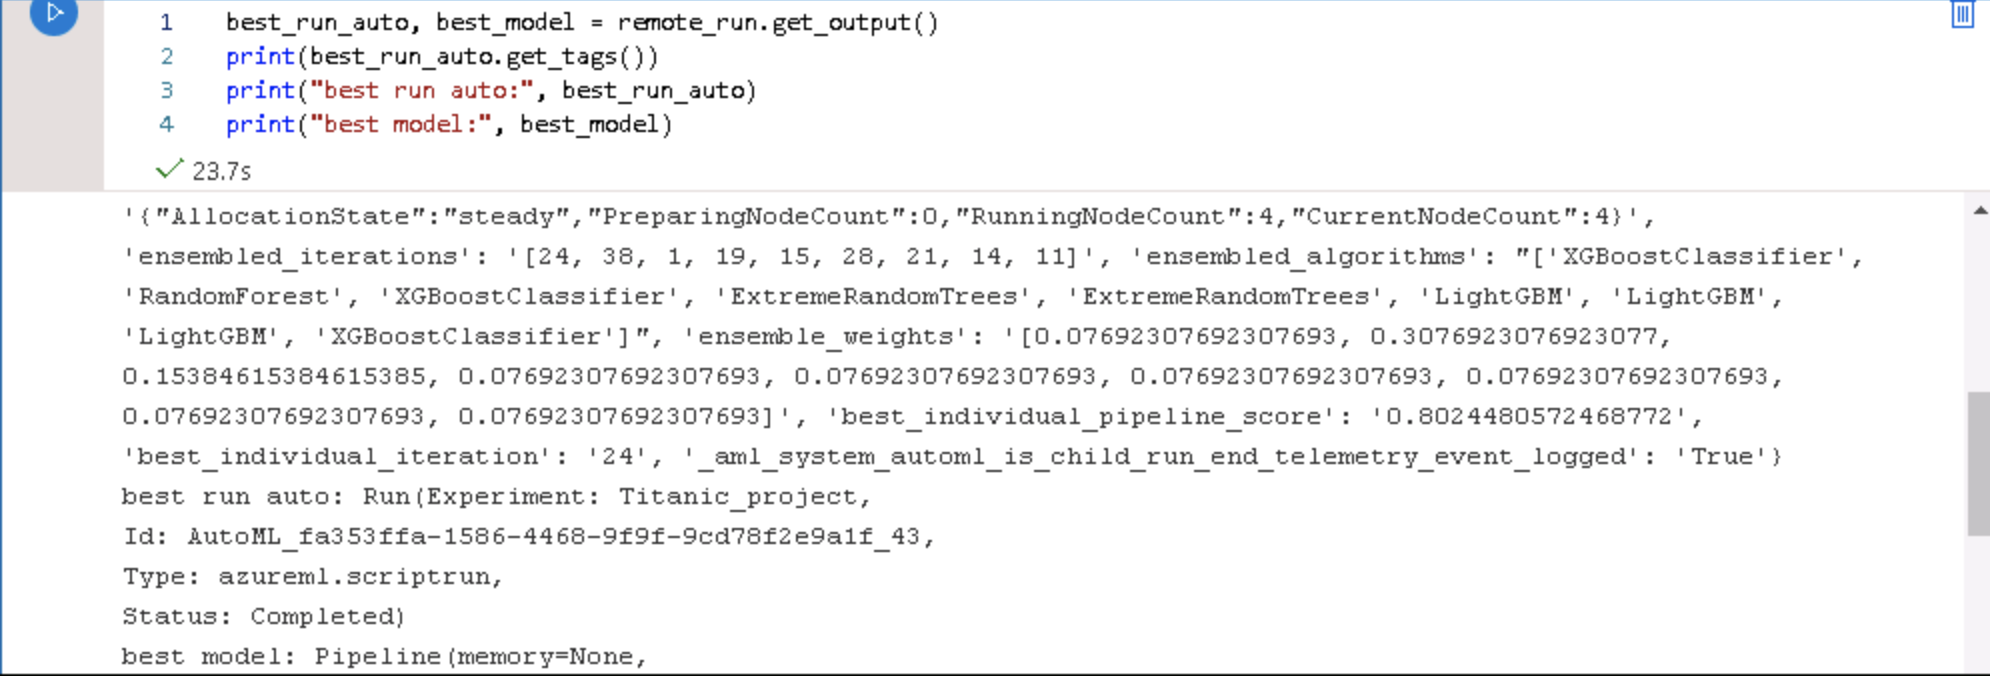 1 best_run_auto, best_model = remote_run.get_output()
2 print(best_run_auto.get_tags())
3 print("best run auto:", best_run_auto)
4 print("best model:", best_model)
23.7s
'{"AllocationState":"steady","PreparingNodeCount":0,"RunningNodeCount":4,"CurrentNodeCount":4}',
'ensembled_iterations': '[24, 38, 1, 19, 15, 28, 21, 14, 11]', 'ensembled_algorithms': "['XGBoostClassifier',
'RandomForest', 'XGBoostClassifier', 'ExtremeRandomTrees', 'ExtremeRandomTrees', 'LightGBM', 'LightGBM',
'LightGBM', 'XGBoostClassifier']", 'ensemble_weights': '[0.07692307692307693, 0.3076923076923077,
0.15384615384615385, 0.07692307692307693, 0.07692307692307693, 0.07692307692307693, 0.07692307692307693,
0.07692307692307693, 0.07692307692307693]', 'best_individual_pipeline_score': '0.8024480572468772',
'best_individual_iteration': '24', '_aml_system_automl_is_child_run_end_telemetry_event_logged': 'True'}
best run auto: Run(Experiment: Titanic_project,
Id: AutoML_fa353ffa-1586-4468-9f9f-9cd78f2e9a1f_43,
Type: azureml.scriptrun,
Status: Completed)
best model: Pipeline(memory=None,